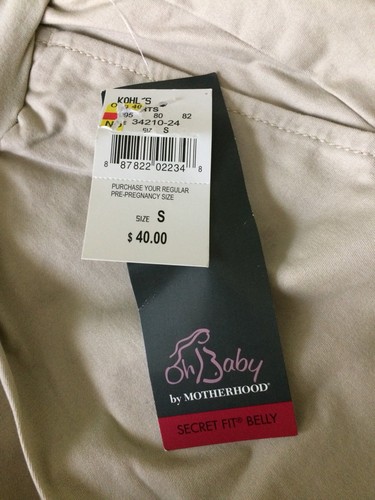 KOHL'S
95 80 82
34210-24
SIZE S
8 87822 02234 8
PURCHASE YOUR REGULAR
PRE-PREGNANCY SIZE
SIZE S
$ 40.00
Oh Baby
by MOTHERHOOD®
SECRET FIT® BELLY